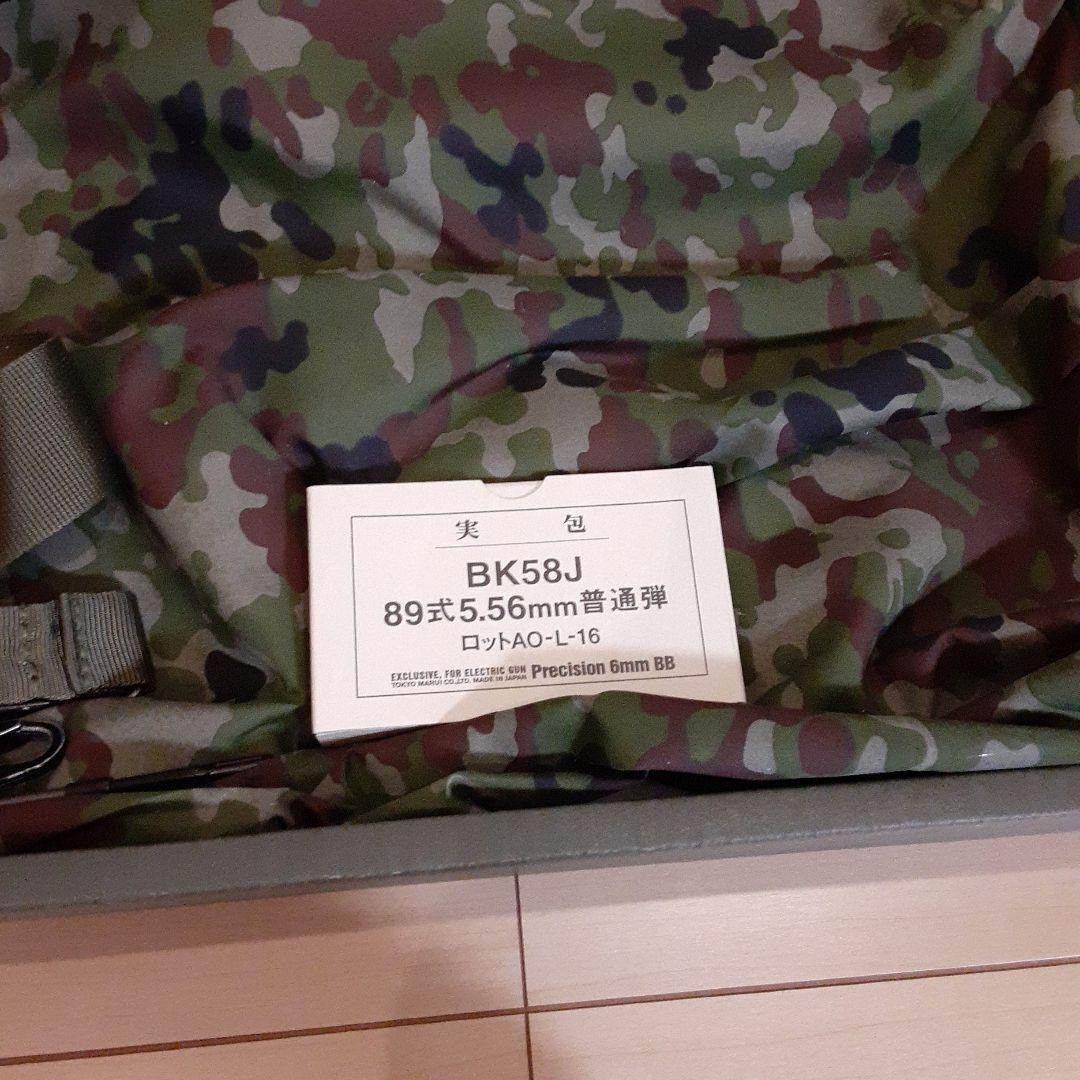 実包
BK58J
89式5.56mm普通弾
ロットAO-L-16
EXCLUSIVE, FOR ELECTRIC GUN Precision 6mm BB
TOKYO MARUI CO.,LTD. MADE IN JAPAN